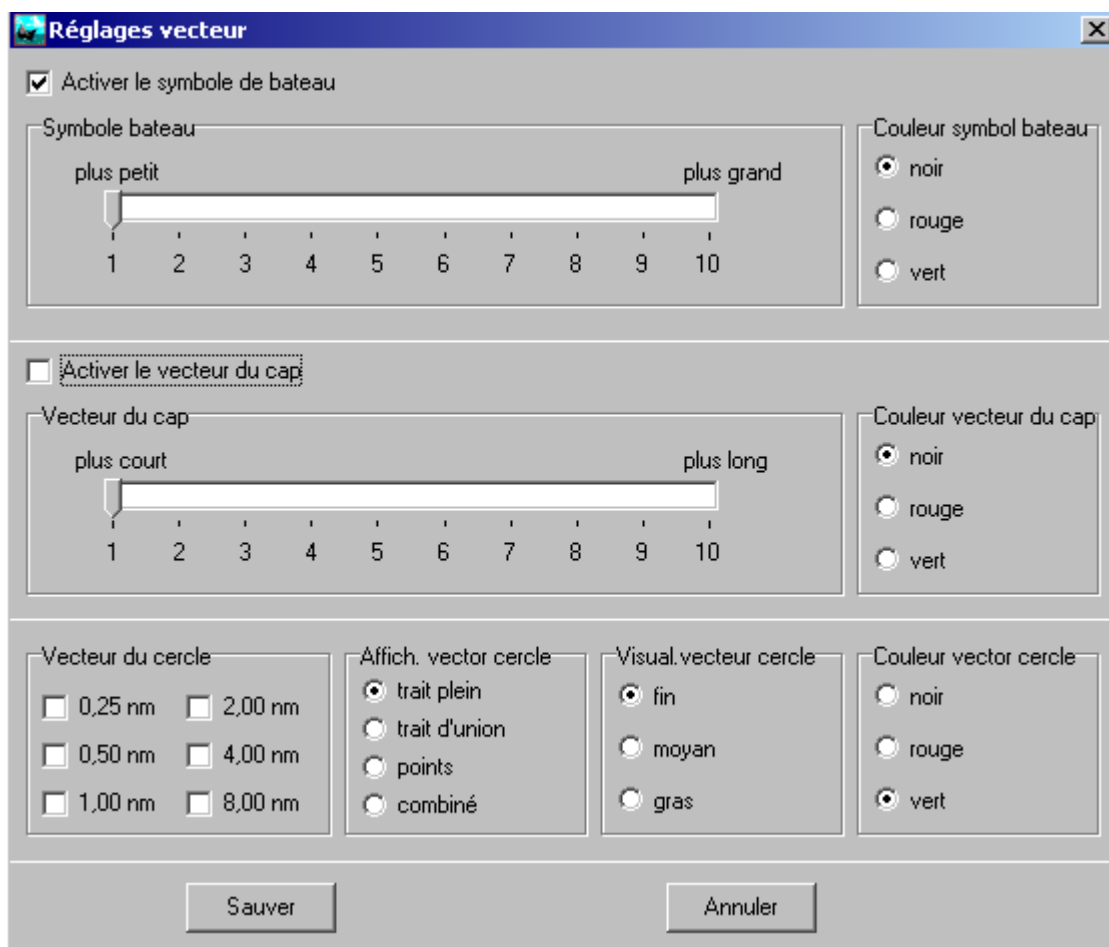 Réglages vecteur
Activer le symbole de bateau
Symbole bateau
plus petit plus grand
1 2 3 4 5 6 7 8 9 10
Couleur symbol bateau
noir
rouge
vert
Activer le vecteur du cap
Vecteur du cap
plus court plus long
1 2 3 4 5 6 7 8 9 10
Couleur vecteur du cap
noir
rouge
vert
Vecteur du cercle
0,25 nm 2,00 nm
0,50 nm 4,00 nm
1,00 nm 8,00 nm
Affich. vector cercle
trait plein
trait d'union
points
combiné
Visual.vecteur cercle
fin
moyan
gras
Couleur vector cercle
noir
rouge
vert
Sauver Annuler